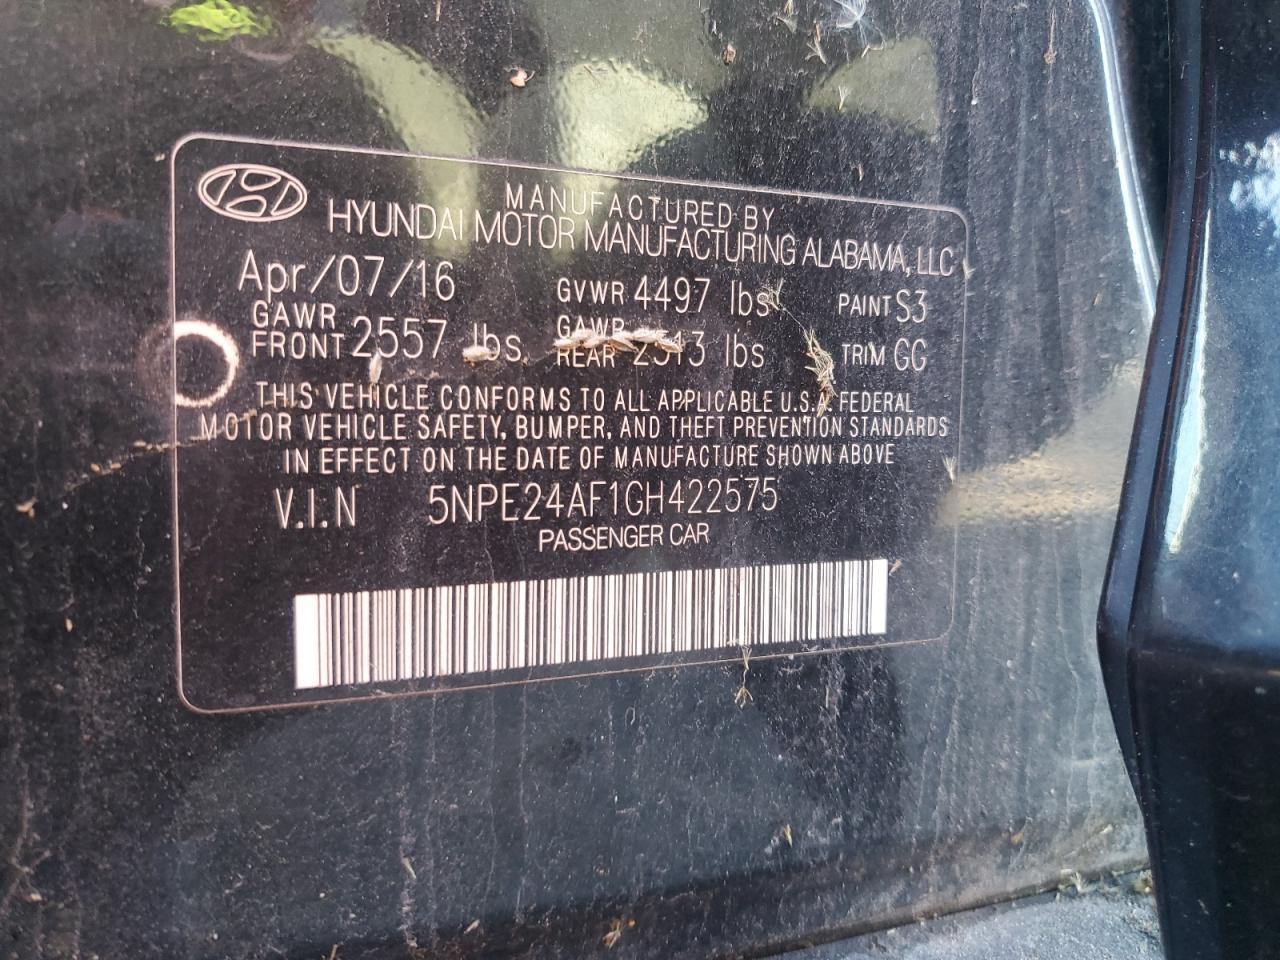 MANUFACTURED BY
HYUNDAI MOTOR MANUFACTURING ALABAMA, LLC
Apr/07/16 GVWR 4497 lbs PAINT S3
GAWR FRONT 2557 lbs GAWR REAR 2513 lbs TRIM GG
THIS VEHICLE CONFORMS TO ALL APPLICABLE U.S.A. FEDERAL
MOTOR VEHICLE SAFETY, BUMPER, AND THEFT PREVENTION STANDARDS
IN EFFECT ON THE DATE OF MANUFACTURE SHOWN ABOVE
V.I.N 5NPE24AF1GH422575
PASSENGER CAR